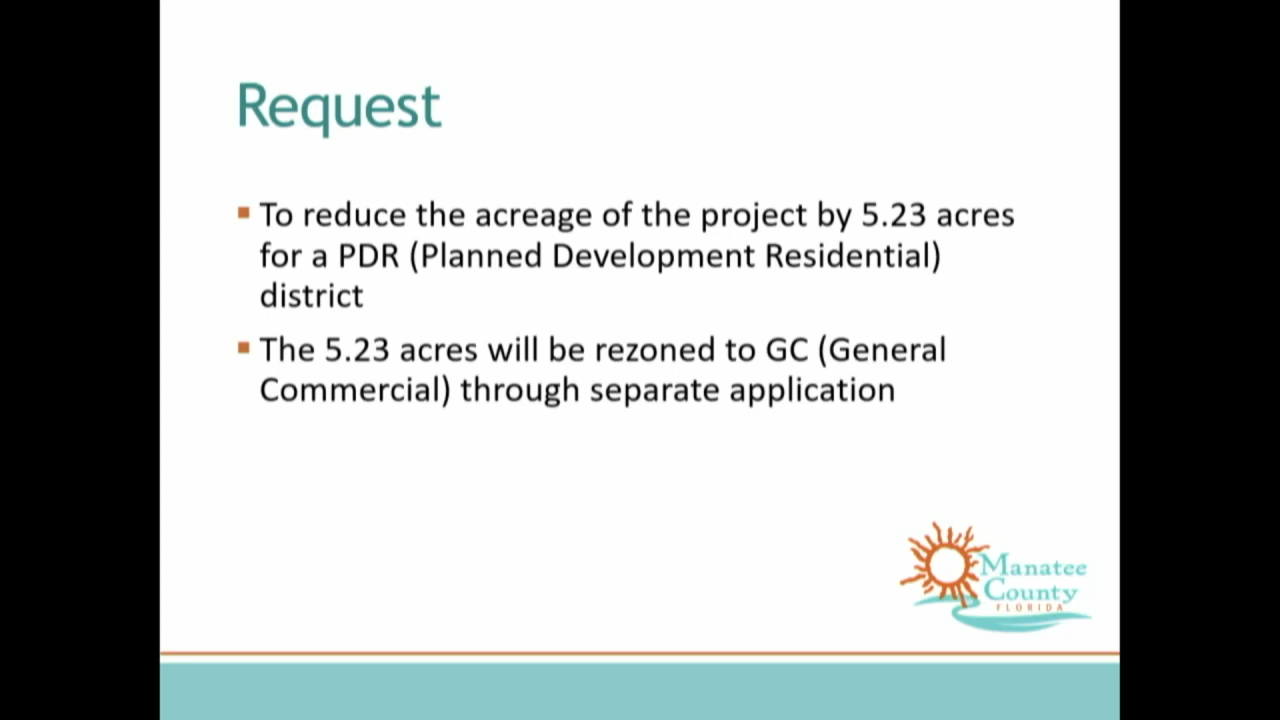 Request
To reduce the acreage of the project by 5.23 acres
for a PDR (Planned Development Residential)
district
The 5.23 acres will be rezoned to GC (General
Commercial) through separate application
Manatee
County
FLORIDA